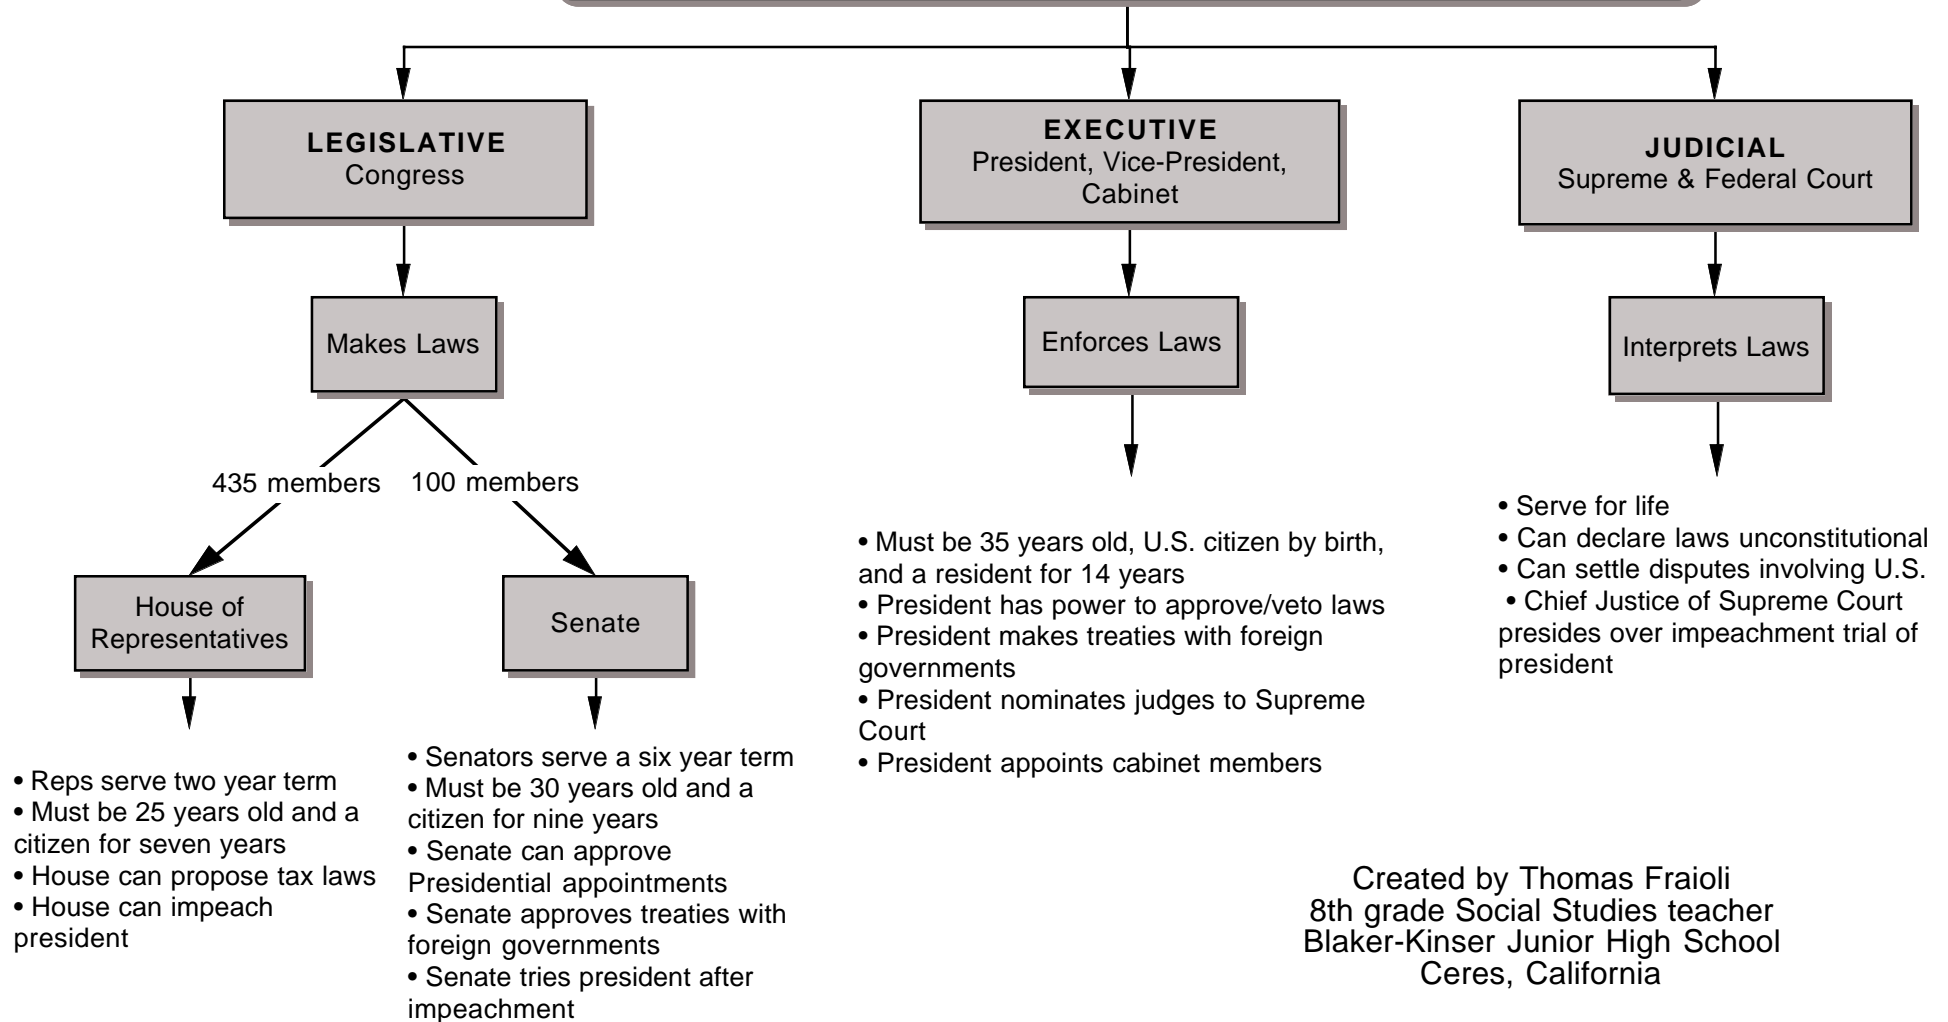 LEGISLATIVE
Congress
EXECUTIVE
President, Vice-President,
Cabinet
JUDICIAL
Supreme & Federal Court
Makes Laws
Enforces Laws
Interprets Laws
435 members
100 members
House of
Representatives
Senate
• Reps serve two year term
• Must be 25 years old and a
citizen for seven years
• House can propose tax laws
• House can impeach
president
• Senators serve a six year term
• Must be 30 years old and a
citizen for nine years
• Senate can approve
Presidential appointments
• Senate approves treaties with
foreign governments
• Senate tries president after
impeachment
• Must be 35 years old, U.S. citizen by birth,
and a resident for 14 years
• President has power to approve/veto laws
• President makes treaties with foreign
governments
• President nominates judges to Supreme
Court
• President appoints cabinet members
• Serve for life
• Can declare laws unconstitutional
• Can settle disputes involving U.S.
• Chief Justice of Supreme Court
presides over impeachment trial of
president
Created by Thomas Fraioli
8th grade Social Studies teacher
Blaker-Kinser Junior High School
Ceres, California